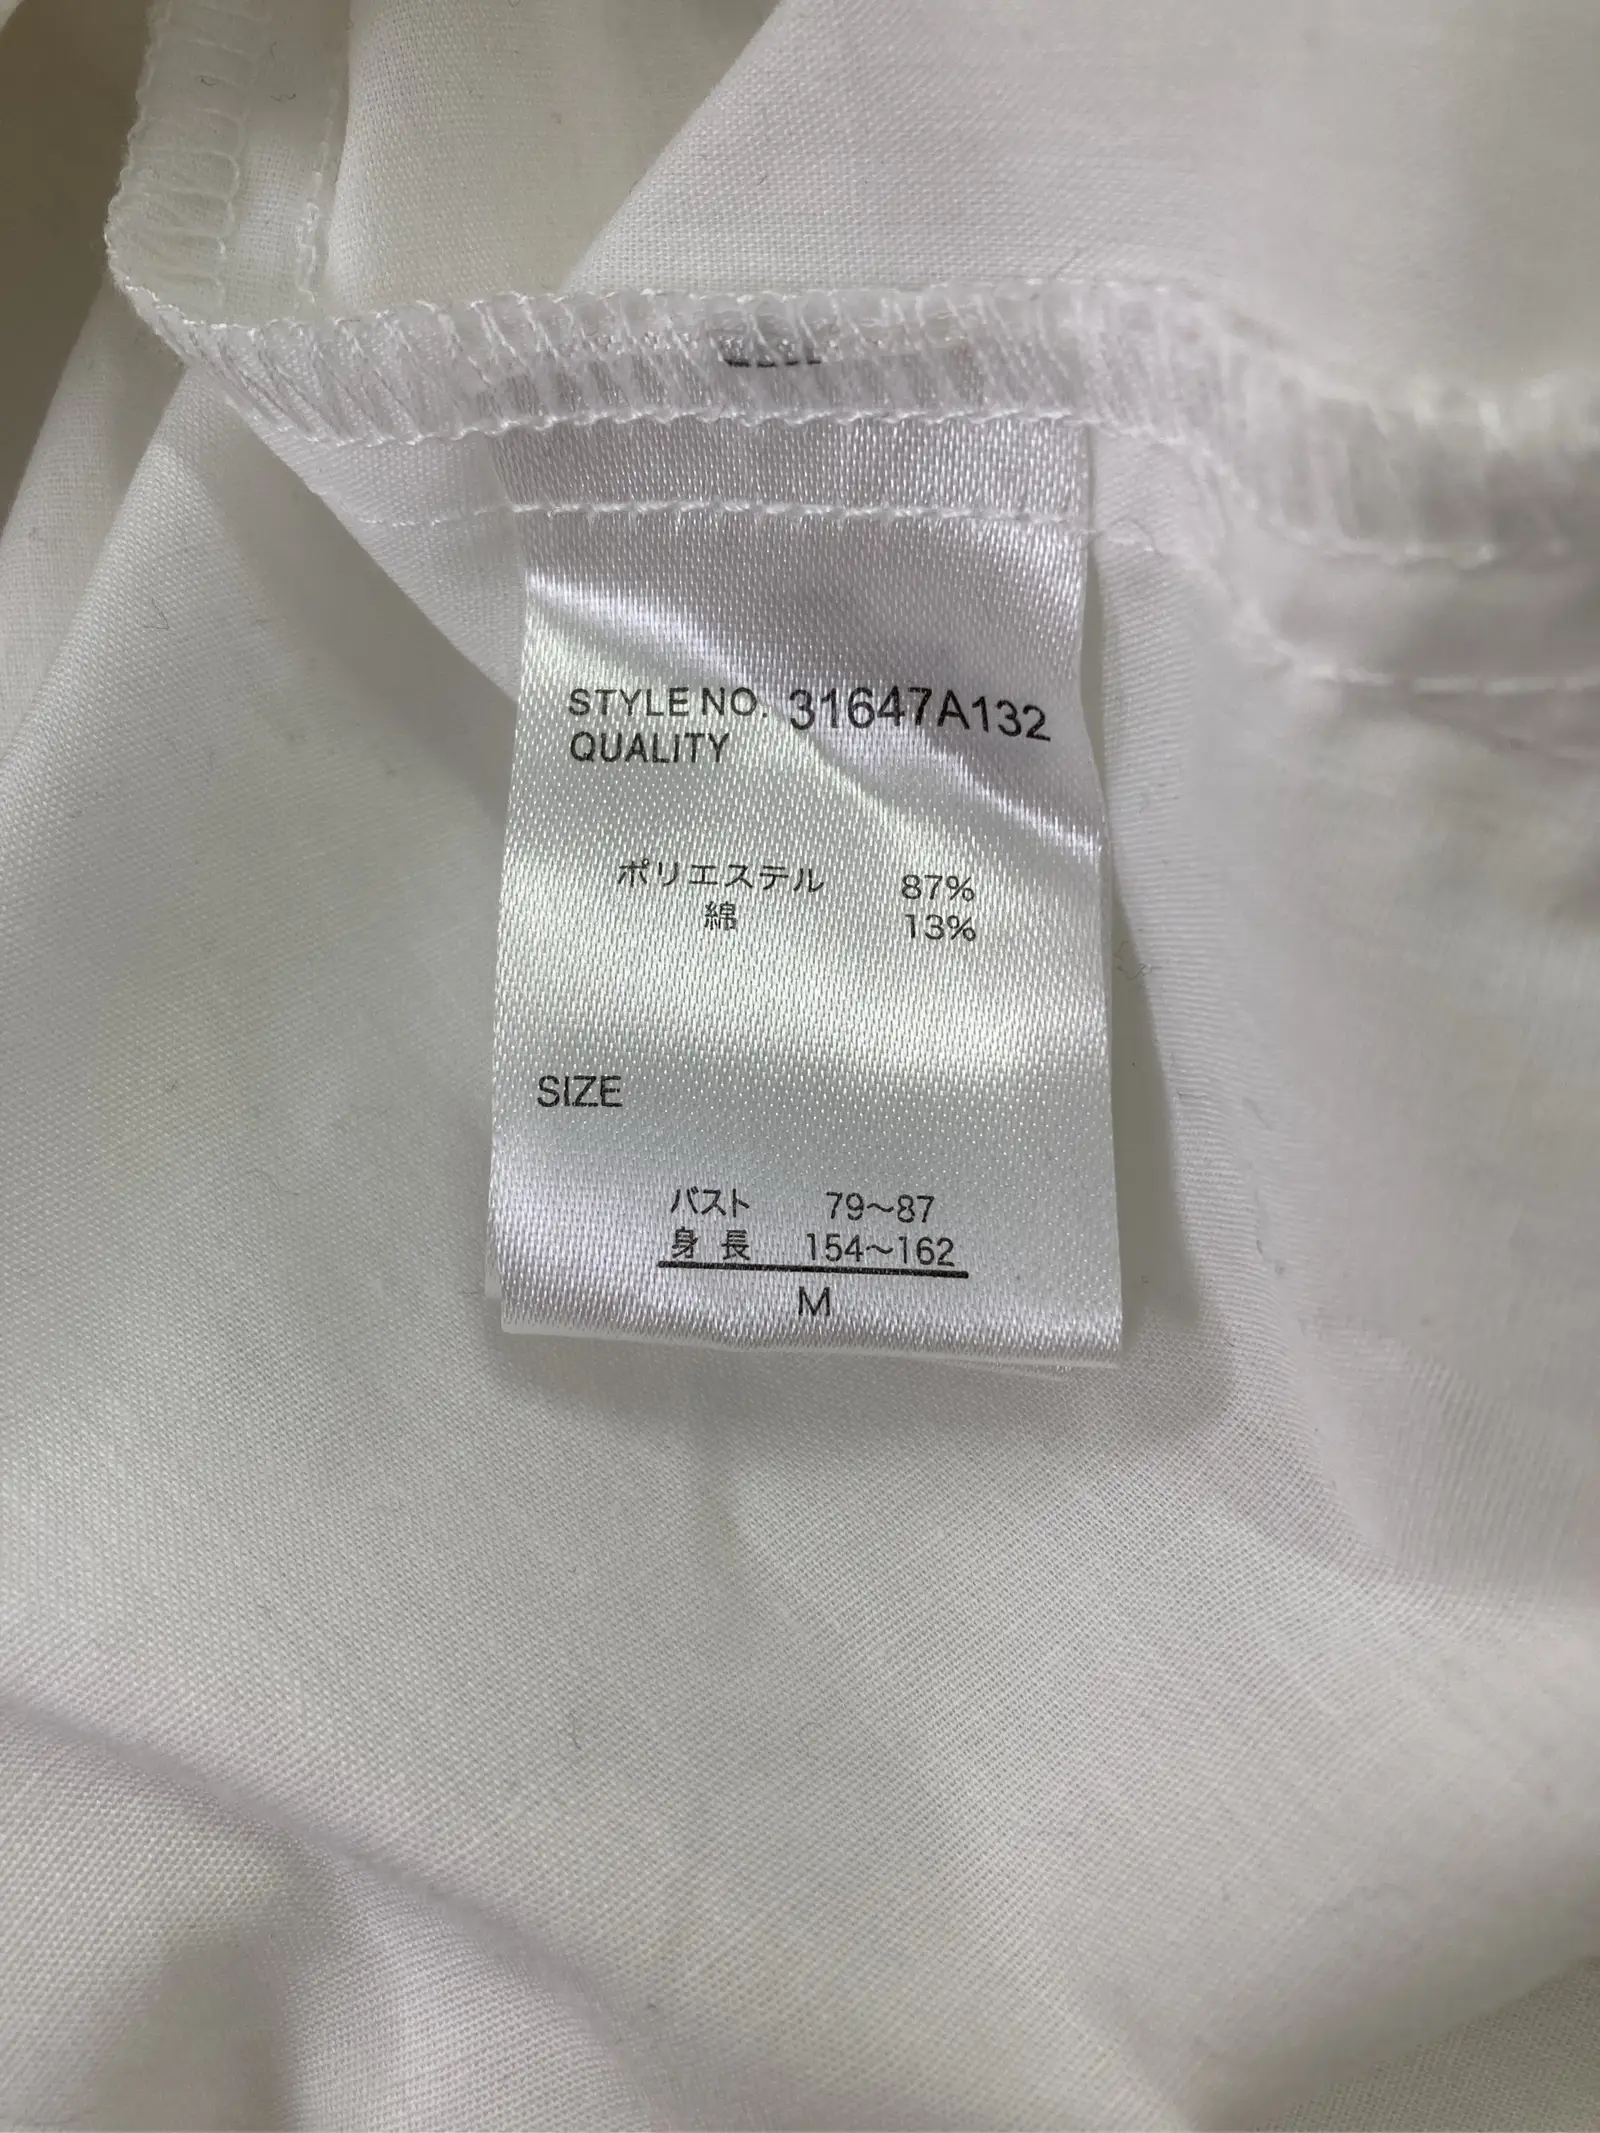 STYLE NO. 31647A132
QUALITY
ポリエステル 87%
綿 13%
SIZE
バスト 79～87
身長 154～162
M